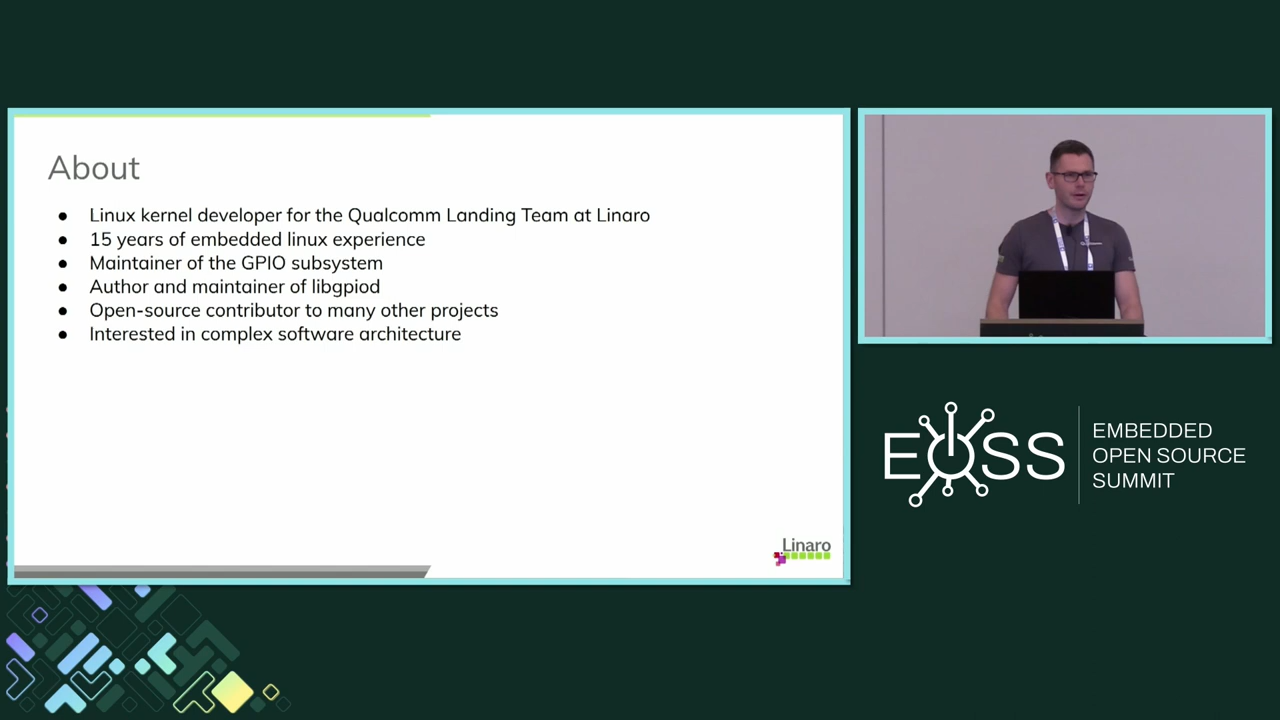 About
● Linux kernel developer for the Qualcomm Landing Team at Linaro
● 15 years of embedded linux experience
● Maintainer of the GPIO subsystem
● Author and maintainer of libgpiod
● Open-source contributor to many other projects
● Interested in complex software architecture
Linaro
Qualcomm
EOSS
EMBEDDED
OPEN SOURCE
SUMMIT